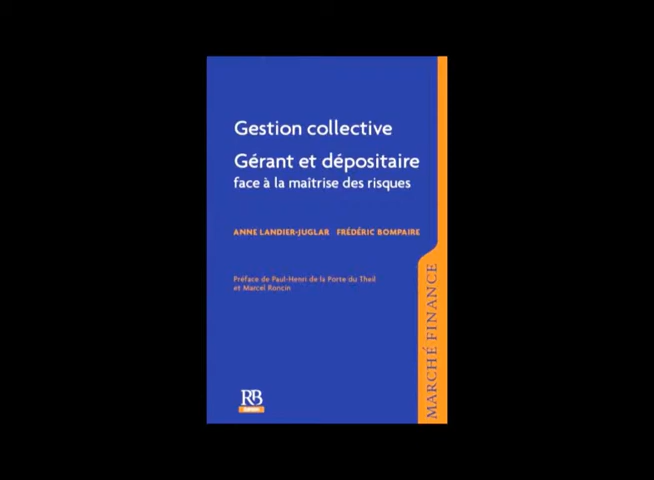 Gestion collective
Gérant et dépositaire
face à la maîtrise des risques
ANNE LANDIER-JUGLAR FRÉDÉRIC BOMPAIRE
Préface de Paul-Henri de la Porte du Theil
et Marcel Roncin
MARCHÉ FINANCE
RB